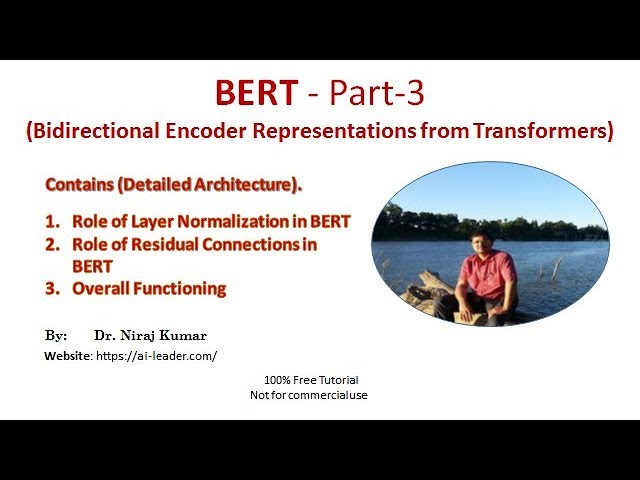 BERT - Part-3
(Bidirectional Encoder Representations from Transformers)
Contains (Detailed Architecture).
1. Role of Layer Normalization in BERT
2. Role of Residual Connections in
BERT
3. Overall Functioning
By: Dr. Niraj Kumar
Website: https://ai-leader.com/
100% Free Tutorial
Not for commercial use